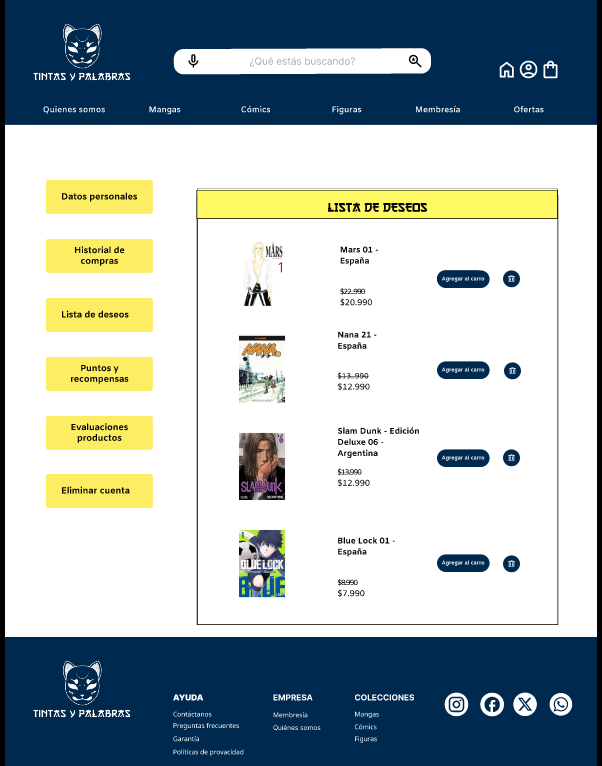 TINTAS Y PALABRAS
¿Qué estás buscando?
Quienes somos
Mangas
Cómics
Figuras
Membresía
Ofertas
Datos personales
Historial de
compras
Lista de deseos
Puntos y
recompensas
Evaluaciones
productos
Eliminar cuenta
LISTA DE DESEOS
MARS
1
Mars 01 -
España
$22.990
$20.990
Agregar al carro
NANA
Nana 21 -
España
$13..990
$12.990
Agregar al carro
SLAM DUNK
Slam Dunk - Edición
Deluxe 06 -
Argentina
$13.990
$12.990
Agregar al carro
BLUE LOCK
Blue Lock 01 -
España
$8.990
$7.990
Agregar al carro
TINTAS Y PALABRAS
AYUDA
Contáctanos
Preguntas frecuentes
Garantía
Políticas de provacidad
EMPRESA
Membresía
Quiénes somos
COLECCIONES
Mangas
Cómics
Figuras